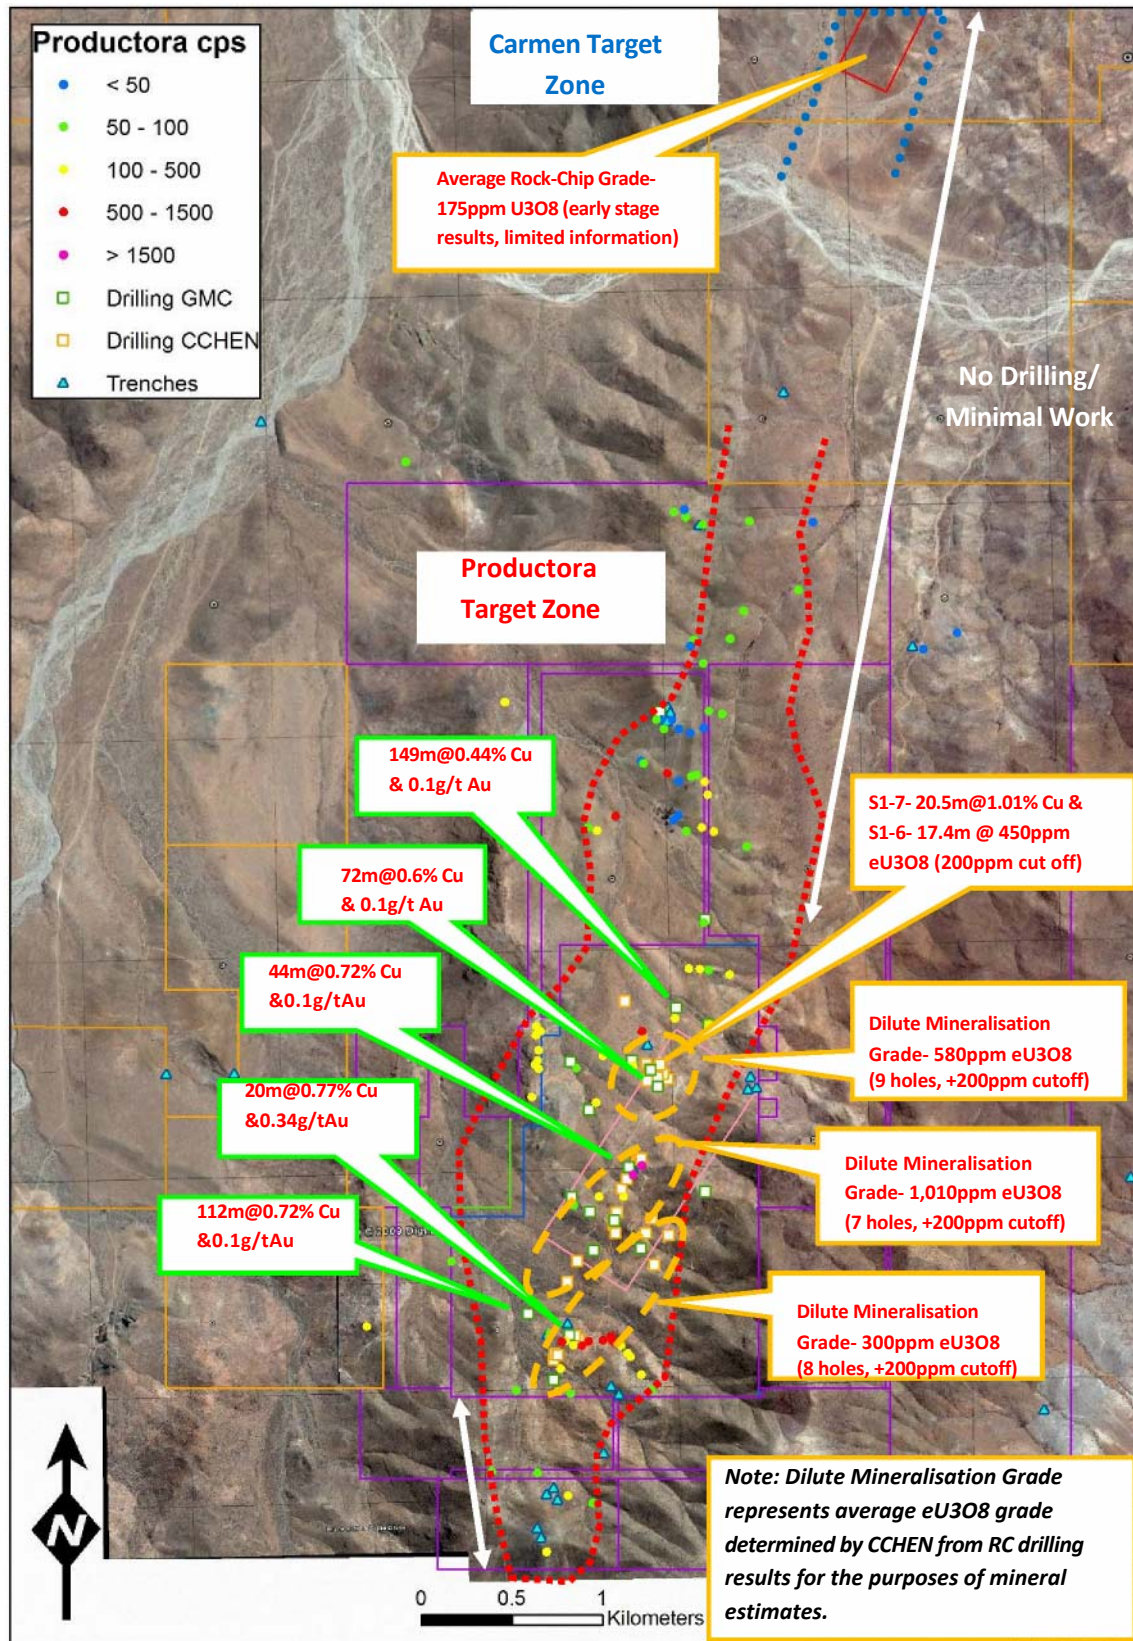 Productora cps
< 50
50 - 100
100 - 500
500 - 1500
> 1500
Drilling GMC
Drilling CCHEN
Trenches
Carmen Target
Zone
Average Rock-Chip Grade-
175ppm U3O8 (early stage
results, limited information)
No Drilling/
Minimal Work
Productora
Target Zone
149m@0.44% Cu
& 0.1g/t Au
72m@0.6% Cu
& 0.1g/t Au
44m@0.72% Cu
&0.1g/tAu
20m@0.77% Cu
&0.34g/tAu
112m@0.72% Cu
&0.1g/tAu
S1-7- 20.5m@1.01% Cu &
S1-6- 17.4m @ 450ppm
eU3O8 (200ppm cut off)
Dilute Mineralisation
Grade- 580ppm eU3O8
(9 holes, +200ppm cutoff)
Dilute Mineralisation
Grade- 1,010ppm eU3O8
(7 holes, +200ppm cutoff)
Dilute Mineralisation
Grade- 300ppm eU3O8
(8 holes, +200ppm cutoff)
© 2009
Note: Dilute Mineralisation Grade
represents average eU3O8 grade
determined by CCHEN from RC drilling
results for the purposes of mineral
estimates.
N
0 0.5 1
Kilometers